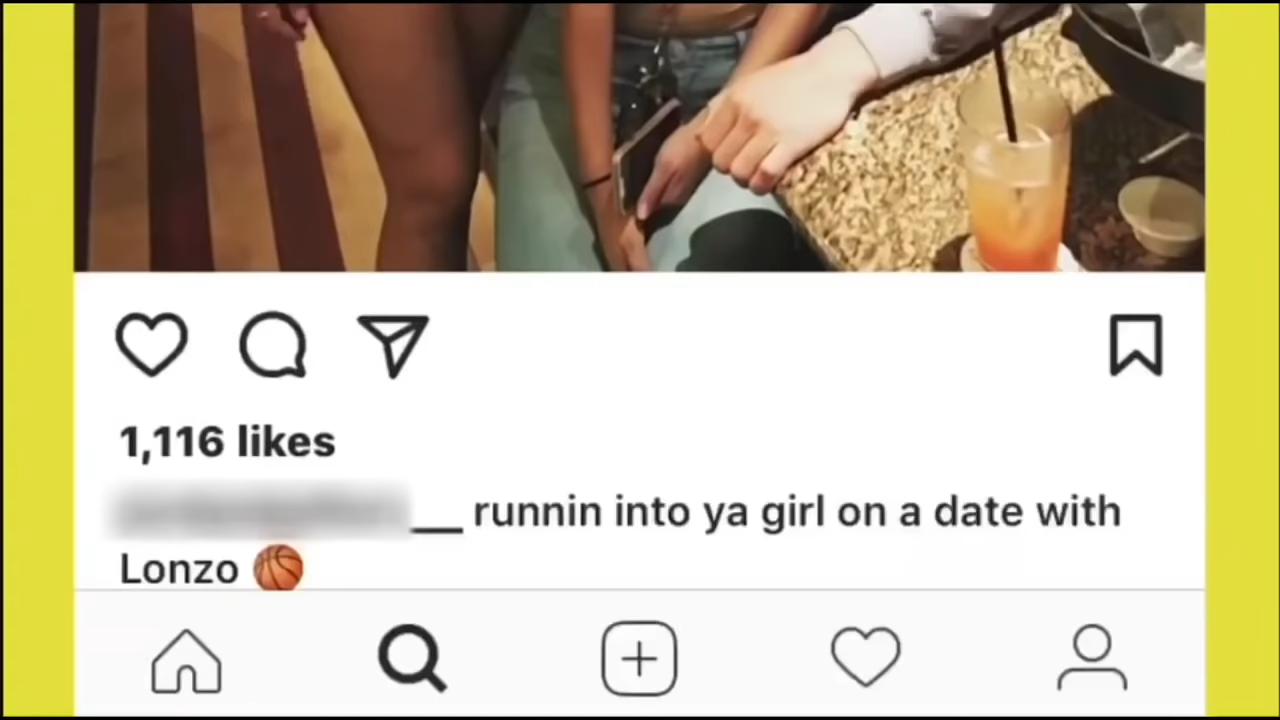 1,116 likes
__ runnin into ya girl on a date with
Lonzo 🏀